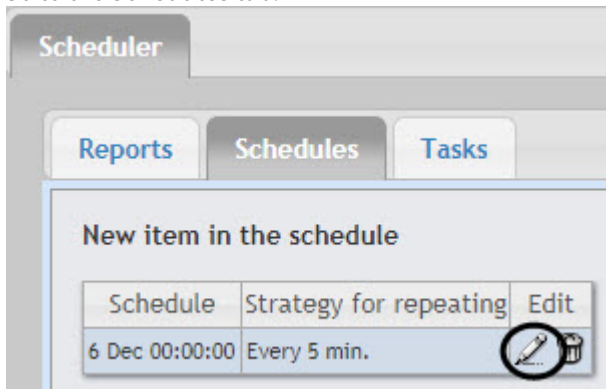 Scheduler
Reports Schedules Tasks
New item in the schedule
Schedule Strategy for repeating Edit
6 Dec 00:00:00 Every 5 min.